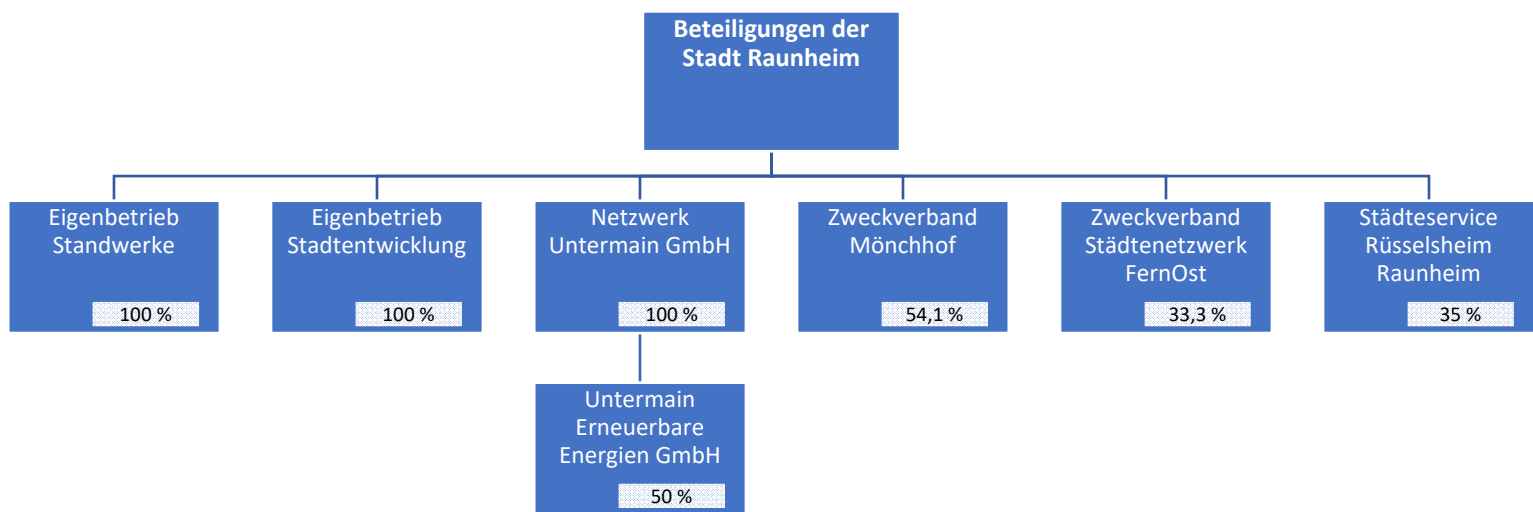 Beteiligungen der
Stadt Raunheim
Eigenbetrieb
Standwerke
100 %
Eigenbetrieb
Stadtentwicklung
100 %
Netzwerk
Untermain GmbH
100 %
Zweckverband
Mönchhof
54,1 %
Zweckverband
Städtenetzwerk
FernOst
33,3 %
Städteservice
Rüsselsheim
Raunheim
35 %
Untermain
Erneuerbare
Energien GmbH
50 %